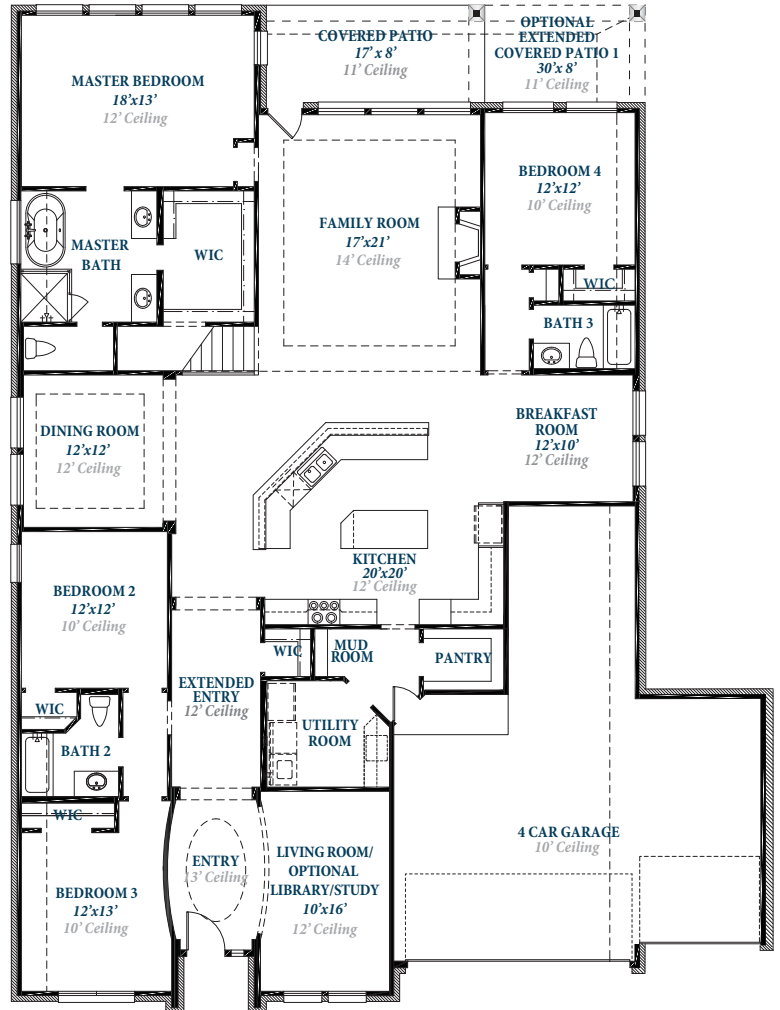 COVERED PATIO
17' x 8'
11' Ceiling
OPTIONAL
EXTENDED
COVERED PATIO 1
30'x 8'
11' Ceiling
MASTER BEDROOM
18'x13'
12' Ceiling
BEDROOM 4
12'x12'
10' Ceiling
FAMILY ROOM
17'x21'
14' Ceiling
MASTER
BATH
WIC
WIC
BATH 3
DINING ROOM
12'x12'
12' Ceiling
BREAKFAST
ROOM
12'x10'
12' Ceiling
KITCHEN
20'x20'
12' Ceiling
BEDROOM 2
12'x12'
10' Ceiling
WIC
MUD
ROOM
PANTRY
EXTENDED
ENTRY
12' Ceiling
WIC
UTILITY
ROOM
BATH 2
WIC
ENTRY
13' Ceiling
LIVING ROOM/
OPTIONAL
LIBRARY/STUDY
10'x16'
12' Ceiling
4 CAR GARAGE
10' Ceiling
BEDROOM 3
12'x13'
10' Ceiling